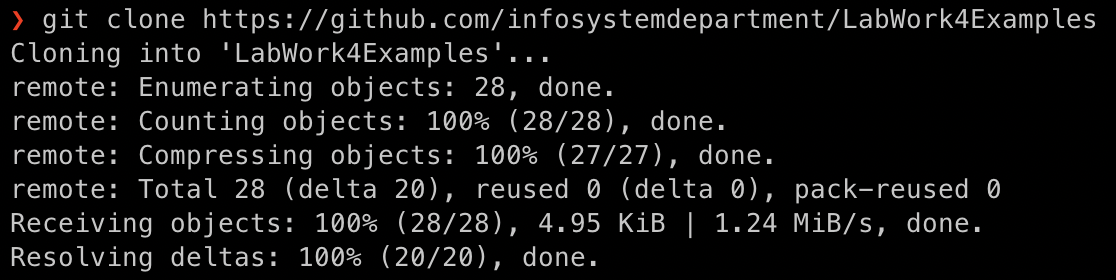 ❯ git clone https://github.com/infosystemdepartment/LabWork4Examples
Cloning into 'LabWork4Examples'...
remote: Enumerating objects: 28, done.
remote: Counting objects: 100% (28/28), done.
remote: Compressing objects: 100% (27/27), done.
remote: Total 28 (delta 20), reused 0 (delta 0), pack-reused 0
Receiving objects: 100% (28/28), 4.95 KiB | 1.24 MiB/s, done.
Resolving deltas: 100% (20/20), done.